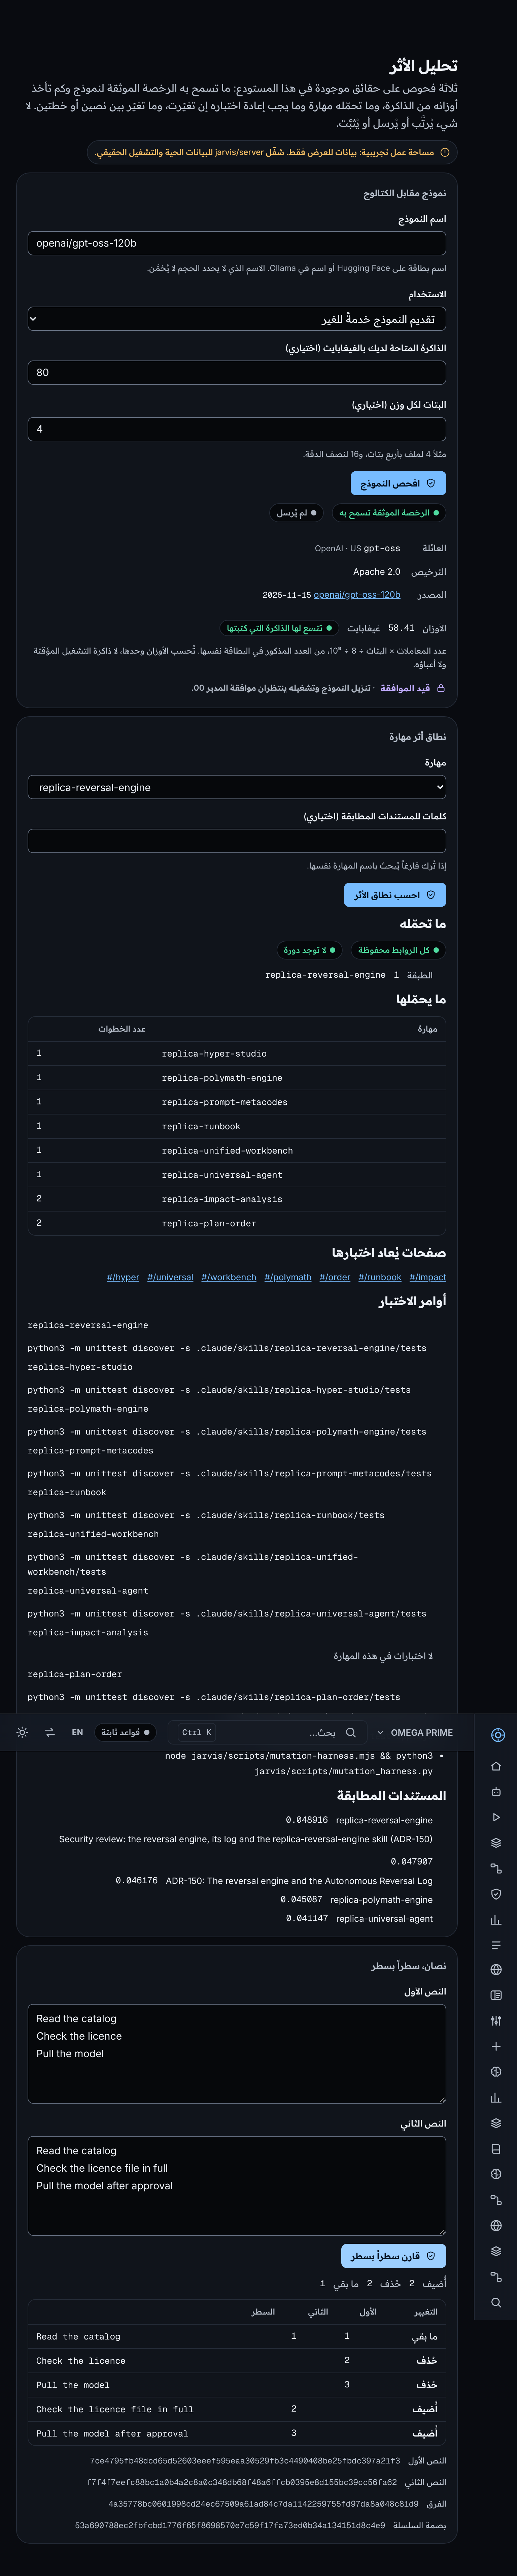 تحليل الأثر
ثلاثة فحوص على حقائق موجودة في هذا المستودع: ما تسمح به الرخصة الموثقة لنموذج وكم تأخذ
أوزانه من الذاكرة، وما تحمّله مهارة وما يجب إعادة اختباره إن تغيّرت، وما تغيّر بين نصين أو خطتين. لا
شيء يُرتَّب أو يُرسل أو يُثبَّت.
مساحة عمل تجريبية: بيانات للعرض فقط. شغّل jarvis/server للبيانات الحية والتشغيل الحقيقي.
نموذج مقابل الكتالوج
اسم النموذج
openai/gpt-oss-120b
اسم بطاقة على Hugging Face أو اسم في Ollama. الاسم الذي لا يحدد الحجم لا يُخمَّن.
الاستخدام
تقديم النموذج خدمةً للغير
الذاكرة المتاحة لديك بالغيغابايت (اختياري)
80
البتات لكل وزن (اختياري)
4
مثلاً 4 لملف بأربع بتات، و16 لنصف الدقة.
افحص النموذج
الرخصة الموثقة تسمح به
لم يُرسل
العائلة gpt-oss OpenAI · US
الترخيص Apache 2.0
المصدر openai/gpt-oss-120b 2026-11-15
الأوزان 58.41 غيغابايت تتسع لها الذاكرة التي كتبتها
عدد المعاملات × البتات ÷ 8 ÷ 10⁹، من العدد المذكور في البطاقة نفسها. تُحسب الأوزان وحدها، لا ذاكرة التشغيل المؤقتة
ولا أعباؤه.
قيد الموافقة · تنزيل النموذج وتشغيله ينتظران موافقة المدير 00.
نطاق أثر مهارة
مهارة
replica-reversal-engine
كلمات للمستندات المطابقة (اختياري)
إذا تُرك فارغاً يُبحث باسم المهارة نفسها.
احسب نطاق الأثر
ما تحمّله
كل الروابط محفوظة
لا توجد دورة
الطبقة 1 replica-reversal-engine
ما يحمّلها
مهارة عدد الخطوات
replica-hyper-studio 1
replica-polymath-engine 1
replica-prompt-metacodes 1
replica-runbook 1
replica-unified-workbench 1
replica-universal-agent 1
replica-impact-analysis 2
replica-plan-order 2
صفحات يُعاد اختبارها
#/impact #/runbook #/order #/polymath #/workbench #/universal #/hyper
أوامر الاختبار
replica-reversal-engine
python3 -m unittest discover -s .claude/skills/replica-reversal-engine/tests
replica-hyper-studio
python3 -m unittest discover -s .claude/skills/replica-hyper-studio/tests
replica-polymath-engine
python3 -m unittest discover -s .claude/skills/replica-polymath-engine/tests
replica-prompt-metacodes
python3 -m unittest discover -s .claude/skills/replica-prompt-metacodes/tests
replica-runbook
python3 -m unittest discover -s .claude/skills/replica-runbook/tests
replica-unified-workbench
python3 -m unittest discover -s .claude/skills/replica-unified-
workbench/tests
replica-universal-agent
python3 -m unittest discover -s .claude/skills/replica-universal-agent/tests
replica-impact-analysis
لا اختبارات في هذه المهارة
replica-plan-order
python3 -m unittest discover -s .claude/skills/replica-plan-order/tests
OMEGA PRIME
بحث...
Ctrl K
قواعد ثابتة
EN
node jarvis/scripts/mutation-harness.mjs && python3
jarvis/scripts/mutation_harness.py
المستندات المطابقة
replica-reversal-engine 0.048916
Security review: the reversal engine, its log and the replica-reversal-engine skill (ADR-150)
0.047907
ADR-150: The reversal engine and the Autonomous Reversal Log 0.046176
replica-polymath-engine 0.045087
replica-universal-agent 0.041147
نصان، سطراً بسطر
النص الأول
Read the catalog
Check the licence
Pull the model
النص الثاني
Read the catalog
Check the licence file in full
Pull the model after approval
قارن سطراً بسطر
أُضيف 2 حُذف 2 ما بقي 1
التغيير الأول الثاني السطر
ما بقي 1 1 Read the catalog
حُذف 2 Check the licence
حُذف 3 Pull the model
أُضيف 2 Check the licence file in full
أُضيف 3 Pull the model after approval
النص الأول 7ce4795fb48dcd65d52603eeef595eaa30529fb3c4490408be25fbdc397a21f3
النص الثاني f7f4f7eefc88bc1a0b4a2c8a0c348db68f48a6ffcb0395e8d155bc39cc56fa62
الفرق 4a35778bc0601998cd24ec67509a61ad84c7da1142259755fd97da8a048c81d9
بصمة السلسلة 53a690788ec2fbfcbd1776f65f8698570e7c59f17fa73ed0b34a134151d8c4e9